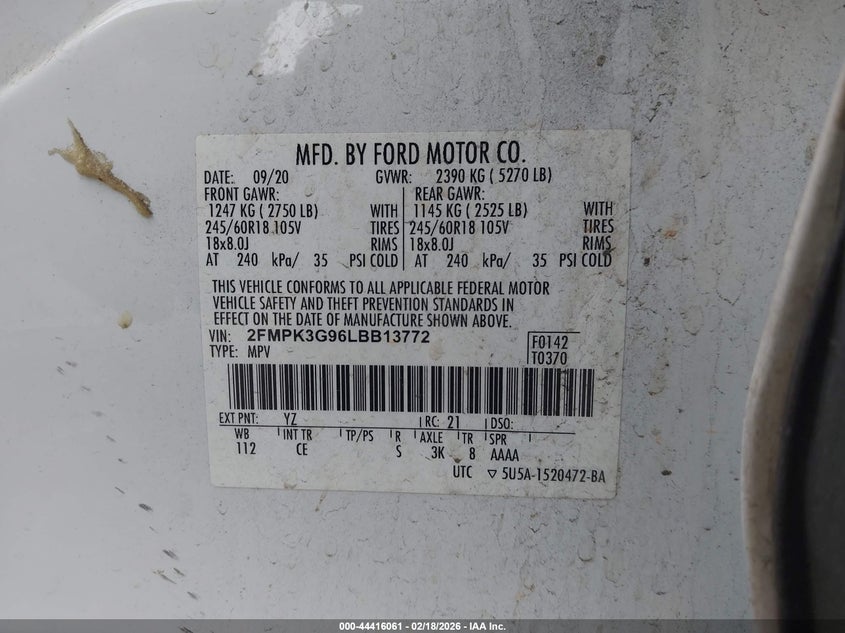 MFD. BY FORD MOTOR CO.
DATE: 09/20 GVWR: 2390 KG ( 5270 LB)
FRONT GAWR: REAR GAWR:
1247 KG ( 2750 LB) WITH 1145 KG ( 2525 LB) WITH
245/60R18 105V TIRES 245/60R18 105V TIRES
18x8.0J RIMS 18x8.0J RIMS
AT 240 kPa/ 35 PSI COLD AT 240 kPa/ 35 PSI COLD
THIS VEHICLE CONFORMS TO ALL APPLICABLE FEDERAL MOTOR
VEHICLE SAFETY AND THEFT PREVENTION STANDARDS IN
EFFECT ON THE DATE OF MANUFACTURE SHOWN ABOVE.
VIN: 2FMPK3G96LBB13772 F0142
TYPE: MPV T0370
EXT PNT: YZ RC: 21 DSO:
WB INT TR TP/PS R AXLE TR SPR
112 CE S 3K 8 AAAA
UTC ▽ 5U5A-1520472-BA
000-44416061 - 02/18/2026 - IAA Inc.